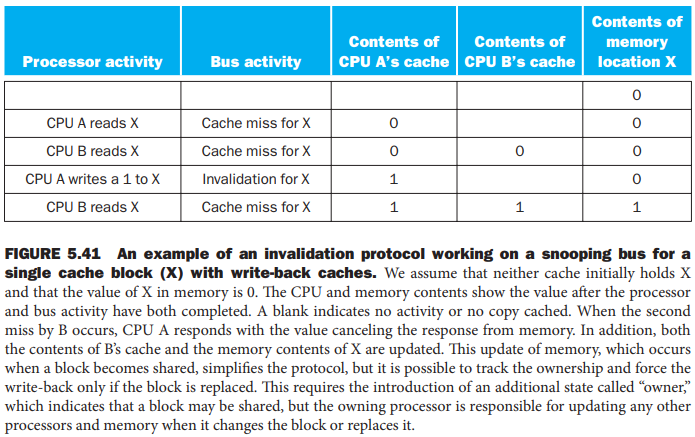 Processor activity Bus activity Contents of CPU A's cache Contents of CPU B's cache Contents of memory location X
0
CPU A reads X Cache miss for X 0 0
CPU B reads X Cache miss for X 0 0 0
CPU A writes a 1 to X Invalidation for X 1 0
CPU B reads X Cache miss for X 1 1 1
FIGURE 5.41 An example of an invalidation protocol working on a snooping bus for a
single cache block (X) with write-back caches. We assume that neither cache initially holds X
and that the value of X in memory is 0. The CPU and memory contents show the value after the processor
and bus activity have both completed. A blank indicates no activity or no copy cached. When the second
miss by B occurs, CPU A responds with the value canceling the response from memory. In addition, both
the contents of B's cache and the memory contents of X are updated. This update of memory, which occurs
when a block becomes shared, simplifies the protocol, but it is possible to track the ownership and force the
write-back only if the block is replaced. This requires the introduction of an additional state called “owner,”
which indicates that a block may be shared, but the owning processor is responsible for updating any other
processors and memory when it changes the block or replaces it.